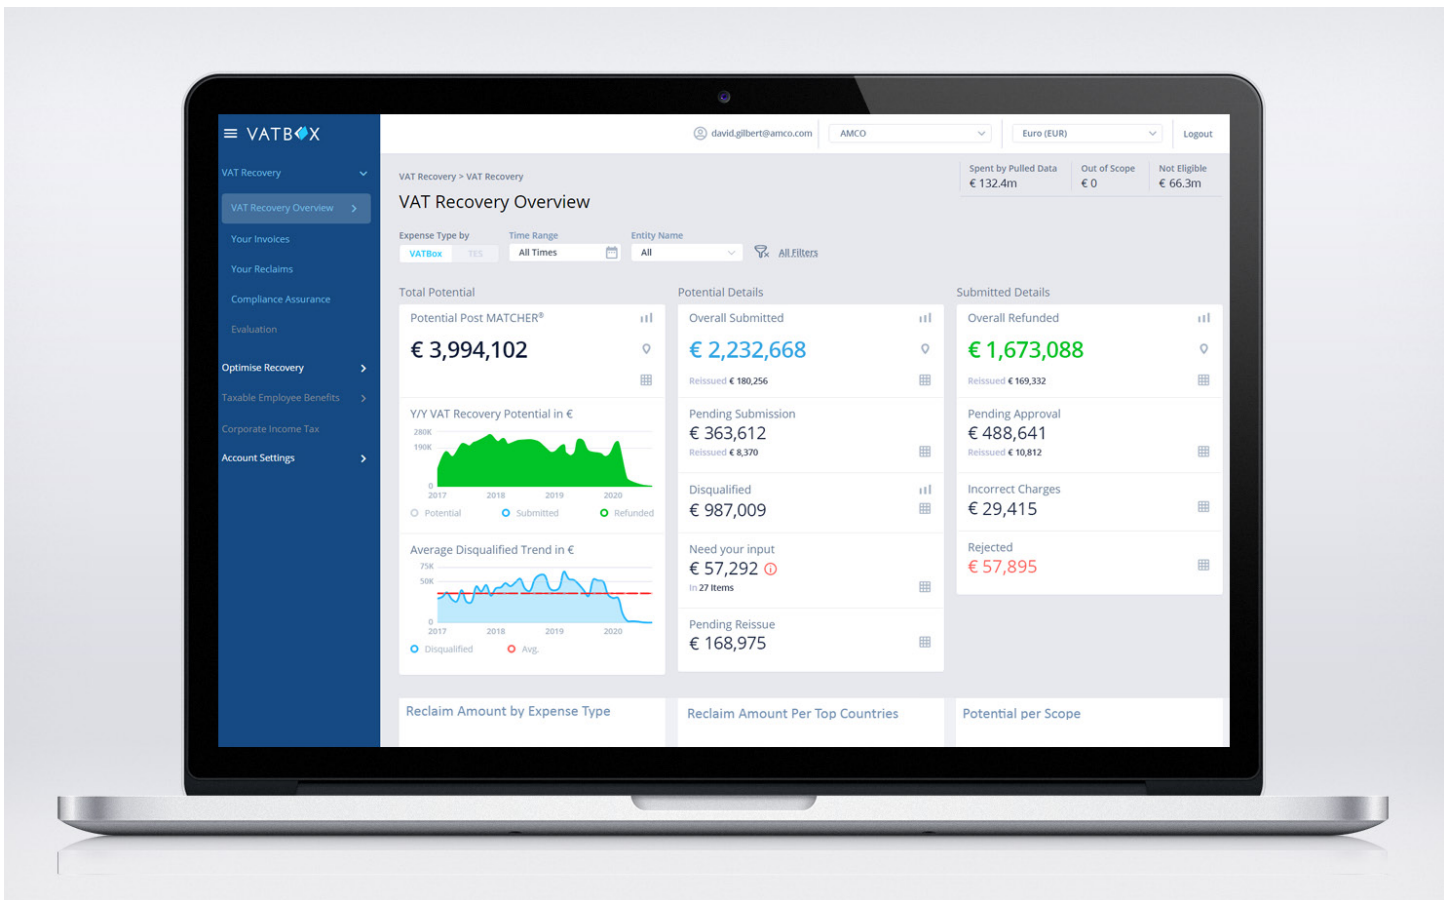 VATBOX
david.gilbert@amco.com
AMCO
Euro (EUR)
Logout
VAT Recovery
VAT Recovery Overview
Your Invoices
Your Reclaims
Compliance Assurance
Evaluation
Optimise Recovery
Taxable Employee Benefits
Corporate Income Tax
Account Settings
VAT Recovery > VAT Recovery
Spent by Pulled Data
€ 132.4m
Out of Scope
€ 0
Not Eligible
€ 66.3m
VAT Recovery Overview
Expense Type by
VATBox TES
Time Range
All Times
Entity Name
All
All Filters
Total Potential
Potential Post MATCHER®
€ 3,994,102
Y/Y VAT Recovery Potential in €
280K
190K
0
2017 2018 2019 2020
Potential Submitted Refunded
Average Disqualified Trend in €
75K
50K
0
2017 2018 2019 2020
Disqualified Avg.
Potential Details
Overall Submitted
€ 2,232,668
Reissued € 180,256
Pending Submission
€ 363,612
Reissued € 8,370
Disqualified
€ 987,009
Need your input
€ 57,292
In 27 Items
Pending Reissue
€ 168,975
Submitted Details
Overall Refunded
€ 1,673,088
Reissued € 169,332
Pending Approval
€ 488,641
Reissued € 10,812
Incorrect Charges
€ 29,415
Rejected
€ 57,895
Reclaim Amount by Expense Type
Reclaim Amount Per Top Countries
Potential per Scope